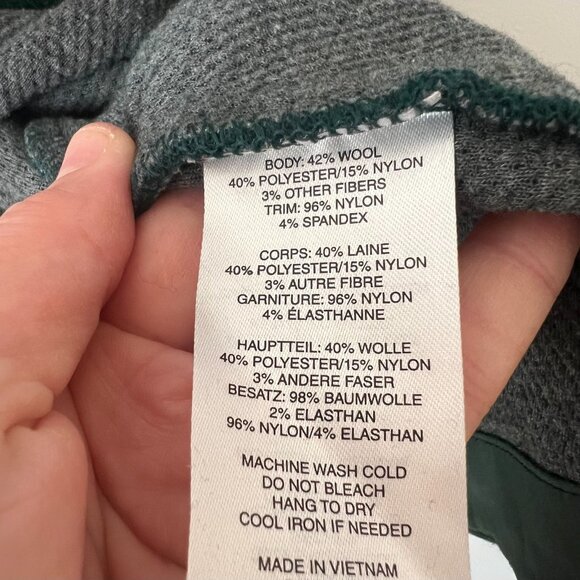 BODY: 42% WOOL
40% POLYESTER/15% NYLON
3% OTHER FIBERS
TRIM: 96% NYLON
4% SPANDEX
CORPS: 40% LAINE
40% POLYESTER/15% NYLON
3% AUTRE FIBRE
GARNITURE: 96% NYLON
4% ÉLASTHANNE
HAUPTTEIL: 40% WOLLE
40% POLYESTER/15% NYLON
3% ANDERE FASER
BESATZ: 98% BAUMWOLLE
2% ELASTHAN
96% NYLON/4% ELASTHAN
MACHINE WASH COLD
DO NOT BLEACH
HANG TO DRY
COOL IRON IF NEEDED
MADE IN VIETNAM